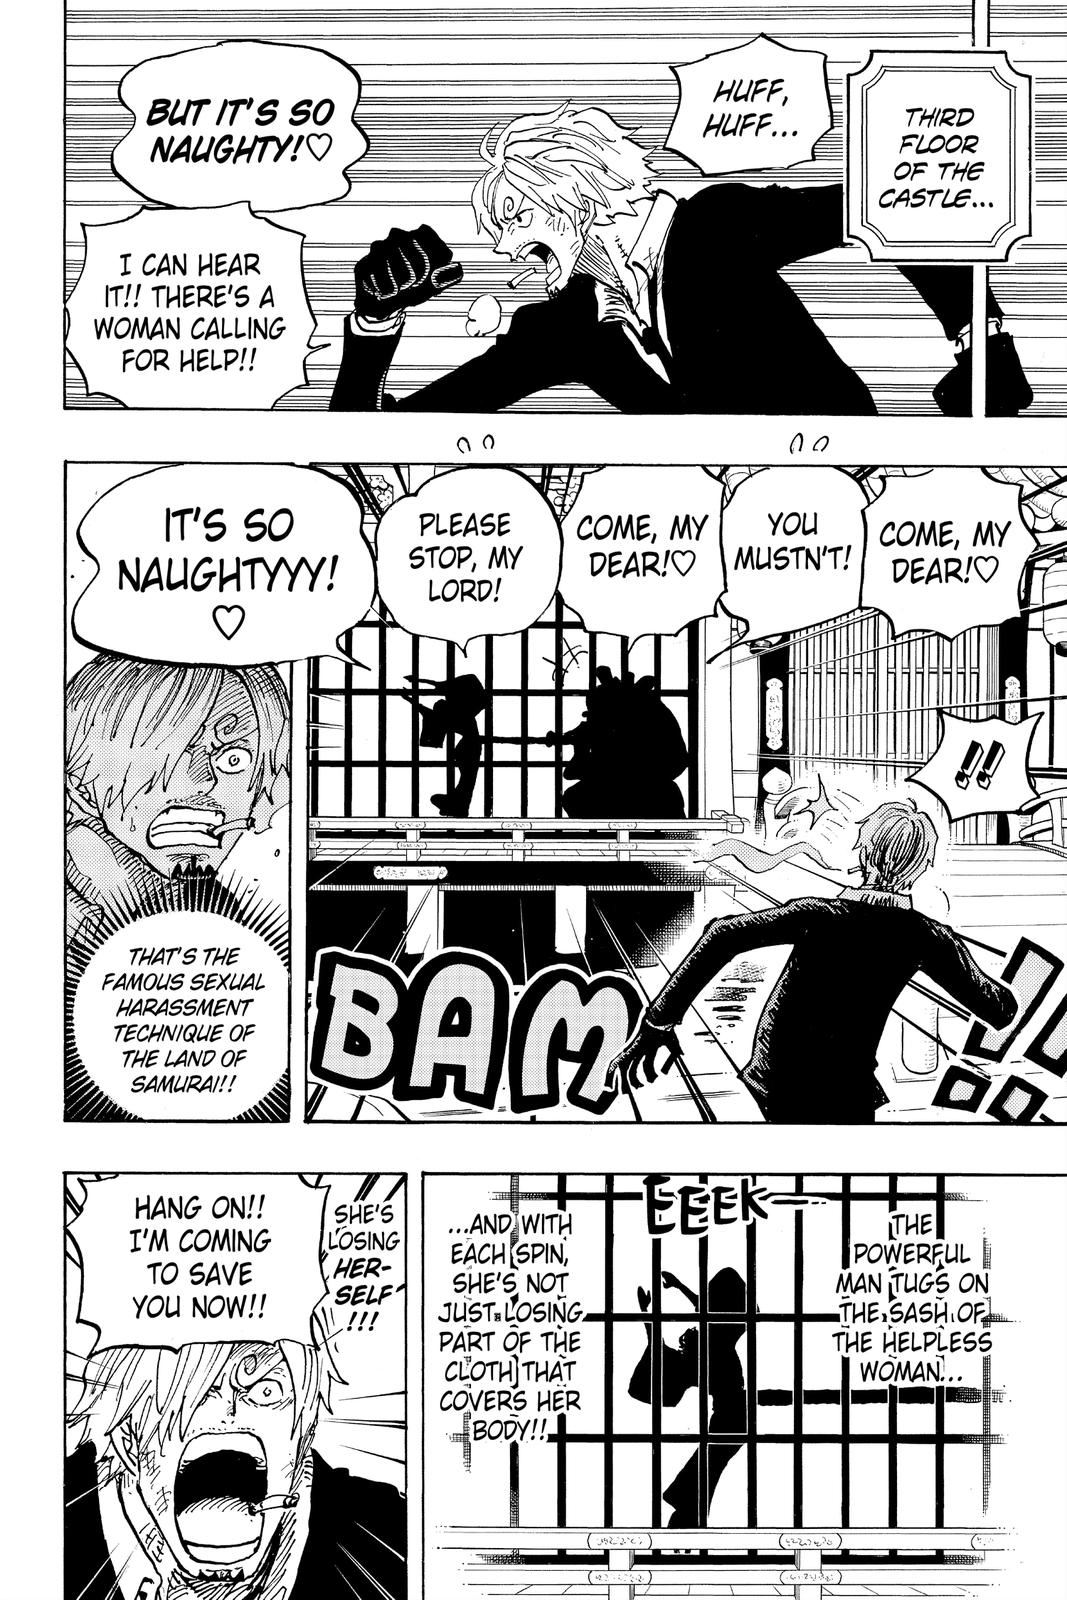 THIRD
FLOOR
OF THE
CASTLE...
HUFF,
HUFF...
BUT IT'S SO
NAUGHTY!♡
I CAN HEAR
IT!! THERE'S A
WOMAN CALLING
FOR HELP!!
COME, MY
DEAR!♡
YOU
MUSTN'T!
COME, MY
DEAR!♡
PLEASE
STOP, MY
LORD!
IT'S SO
NAUGHTYYY!
♡
!!
BAM
!!
THAT'S THE
FAMOUS SEXUAL
HARASSMENT
TECHNIQUE OF
THE LAND OF
SAMURAI!!
EEEK
THE
POWERFUL
MAN TUGS ON
THE SASH OF
THE HELPLESS
WOMAN...
...AND WITH
EACH SPIN,
SHE'S NOT
JUST LOSING
PART OF THE
CLOTH THAT
COVERS HER
BODY!!
SHE'S
LOSING
HER-
SELF
!!!
HANG ON!!
I'M COMING
TO SAVE
YOU NOW!!